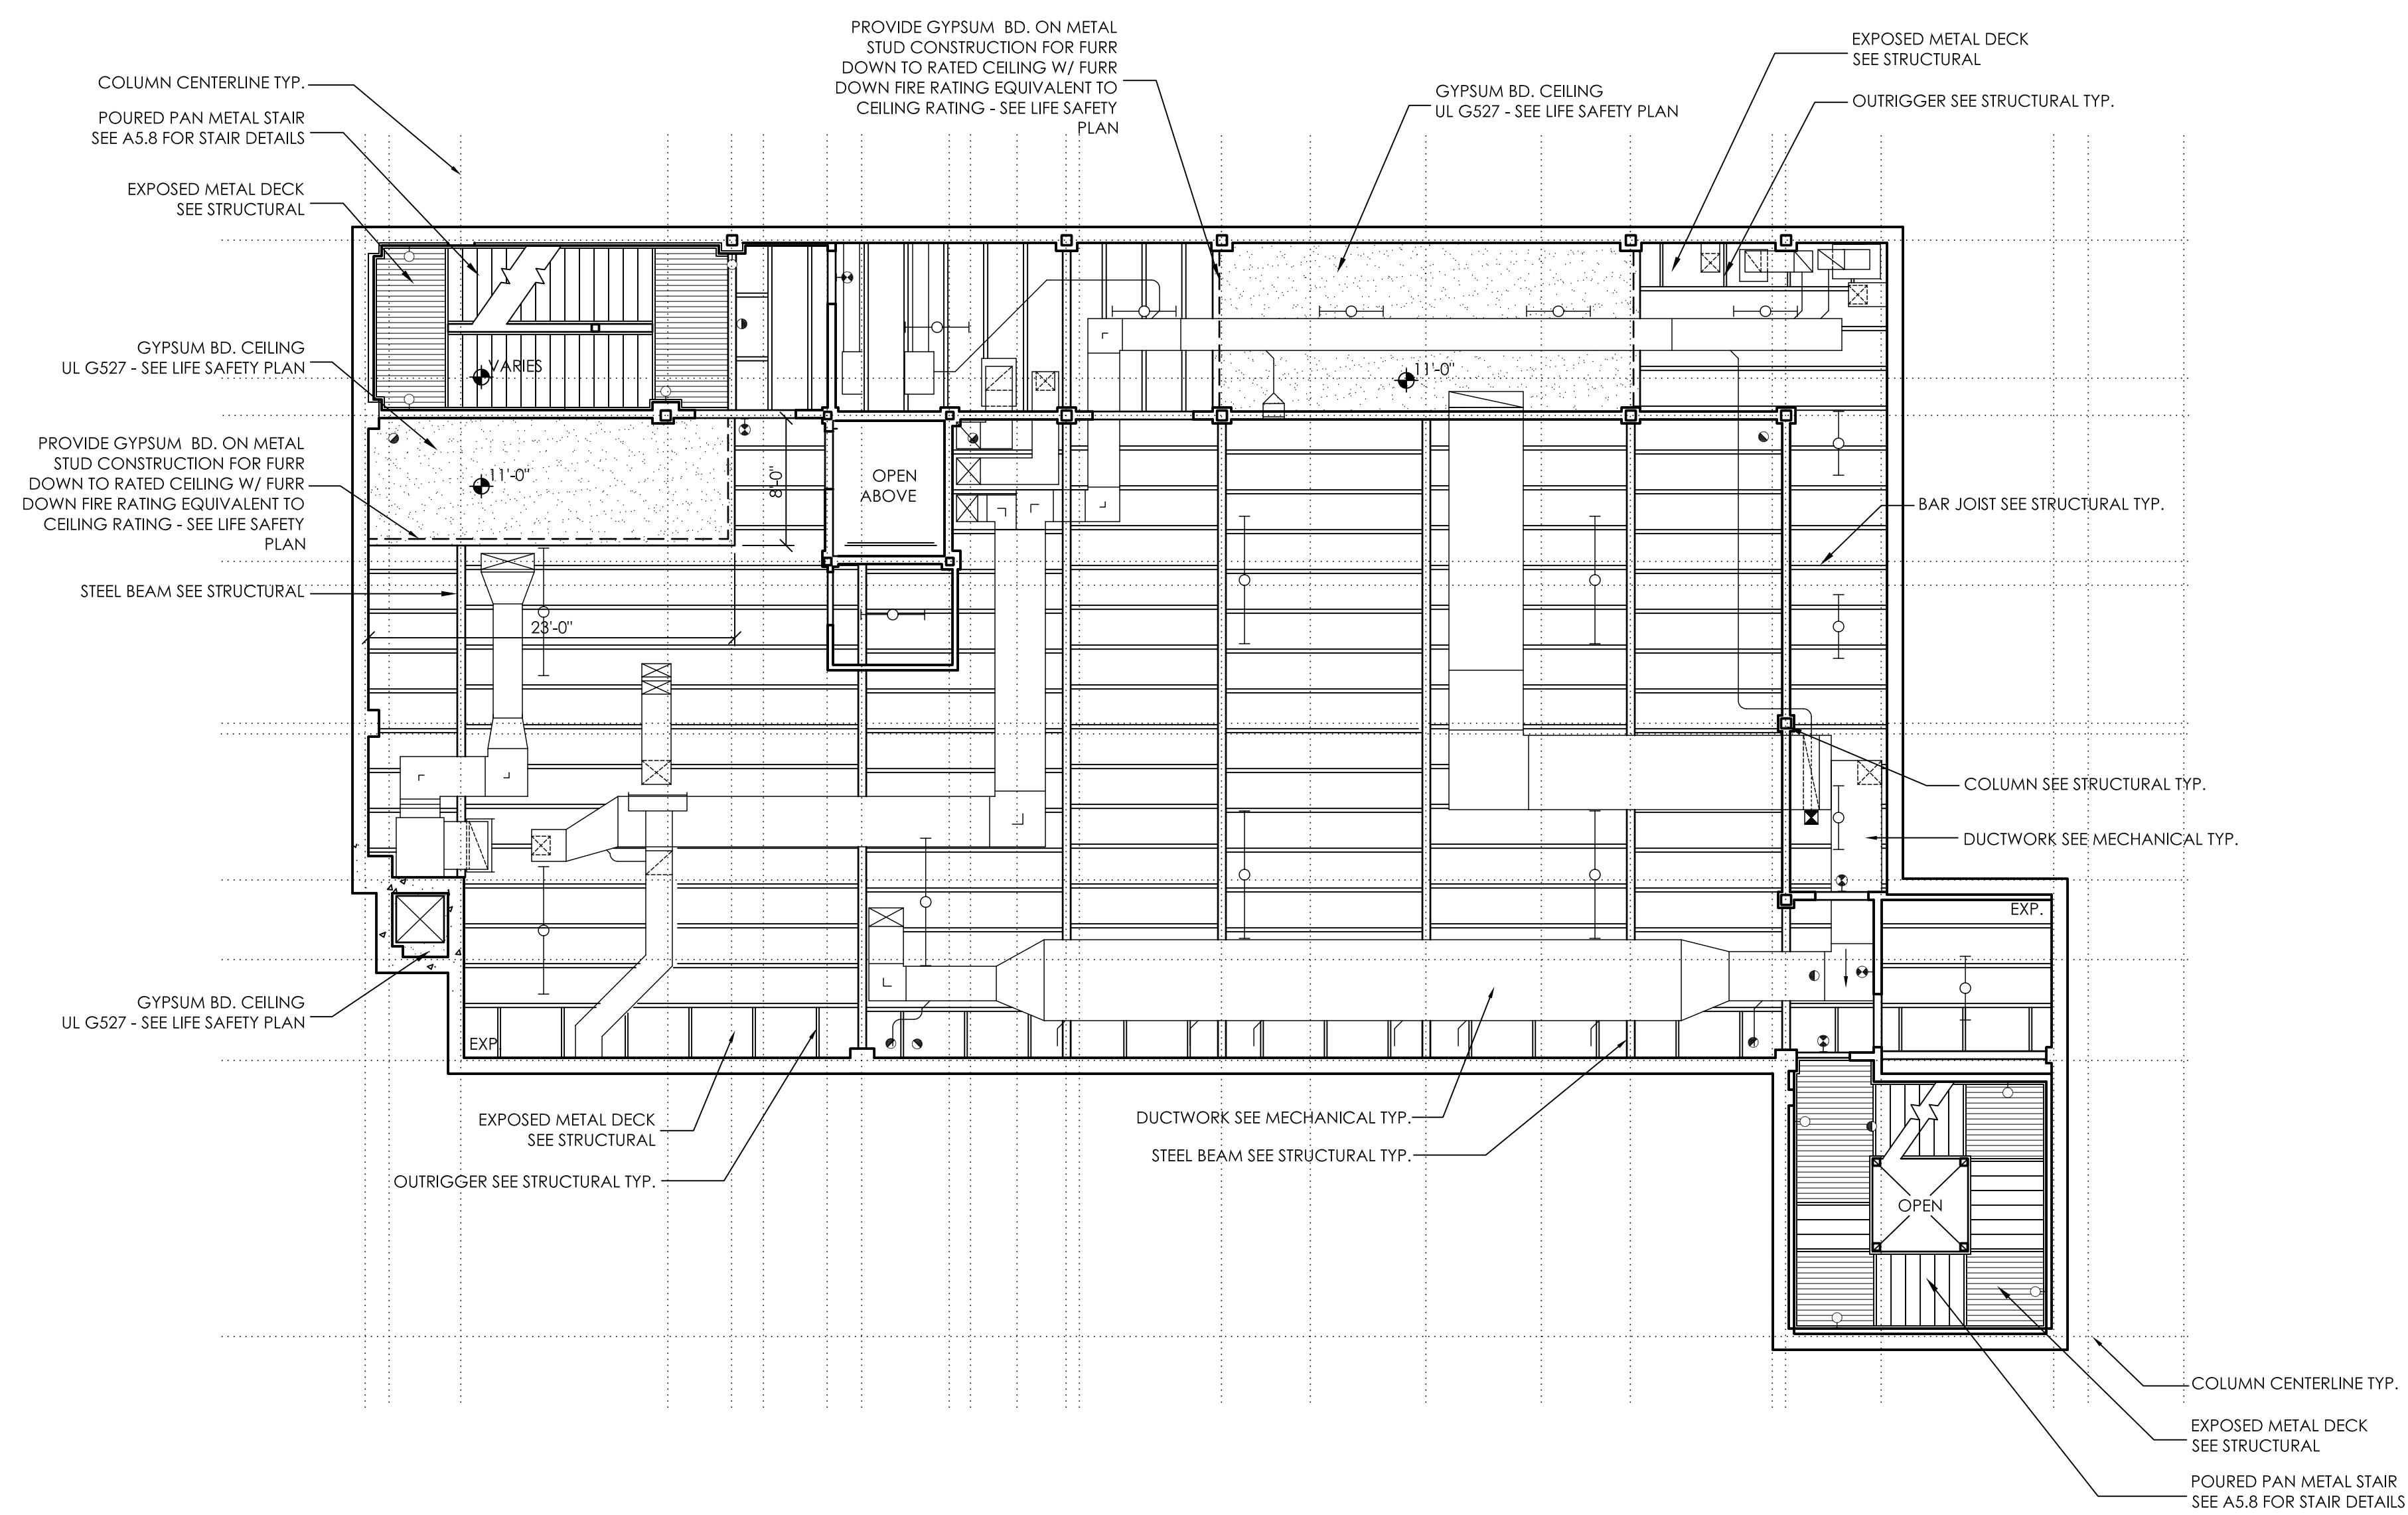 PROVIDE GYPSUM BD. ON METAL
STUD CONSTRUCTION FOR FURR
DOWN TO RATED CEILING W/ FURR
DOWN FIRE RATING EQUIVALENT TO
CEILING RATING - SEE LIFE SAFETY
PLAN
EXPOSED METAL DECK
SEE STRUCTURAL
COLUMN CENTERLINE TYP.
GYPSUM BD. CEILING
UL G527 - SEE LIFE SAFETY PLAN
OUTRIGGER SEE STRUCTURAL TYP.
POURED PAN METAL STAIR
SEE A5.8 FOR STAIR DETAILS
EXPOSED METAL DECK
SEE STRUCTURAL
GYPSUM BD. CEILING
UL G527 - SEE LIFE SAFETY PLAN
VARIES
11'-0"
PROVIDE GYPSUM BD. ON METAL
STUD CONSTRUCTION FOR FURR
DOWN TO RATED CEILING W/ FURR
DOWN FIRE RATING EQUIVALENT TO
CEILING RATING - SEE LIFE SAFETY
PLAN
11'-0"
8'-0"
OPEN
ABOVE
BAR JOIST SEE STRUCTURAL TYP.
STEEL BEAM SEE STRUCTURAL
23'-0"
COLUMN SEE STRUCTURAL TYP.
DUCTWORK SEE MECHANICAL TYP.
EXP.
GYPSUM BD. CEILING
UL G527 - SEE LIFE SAFETY PLAN
EXP.
EXPOSED METAL DECK
SEE STRUCTURAL
DUCTWORK SEE MECHANICAL TYP.
STEEL BEAM SEE STRUCTURAL TYP.
OUTRIGGER SEE STRUCTURAL TYP.
OPEN
COLUMN CENTERLINE TYP.
EXPOSED METAL DECK
SEE STRUCTURAL
POURED PAN METAL STAIR
SEE A5.8 FOR STAIR DETAILS